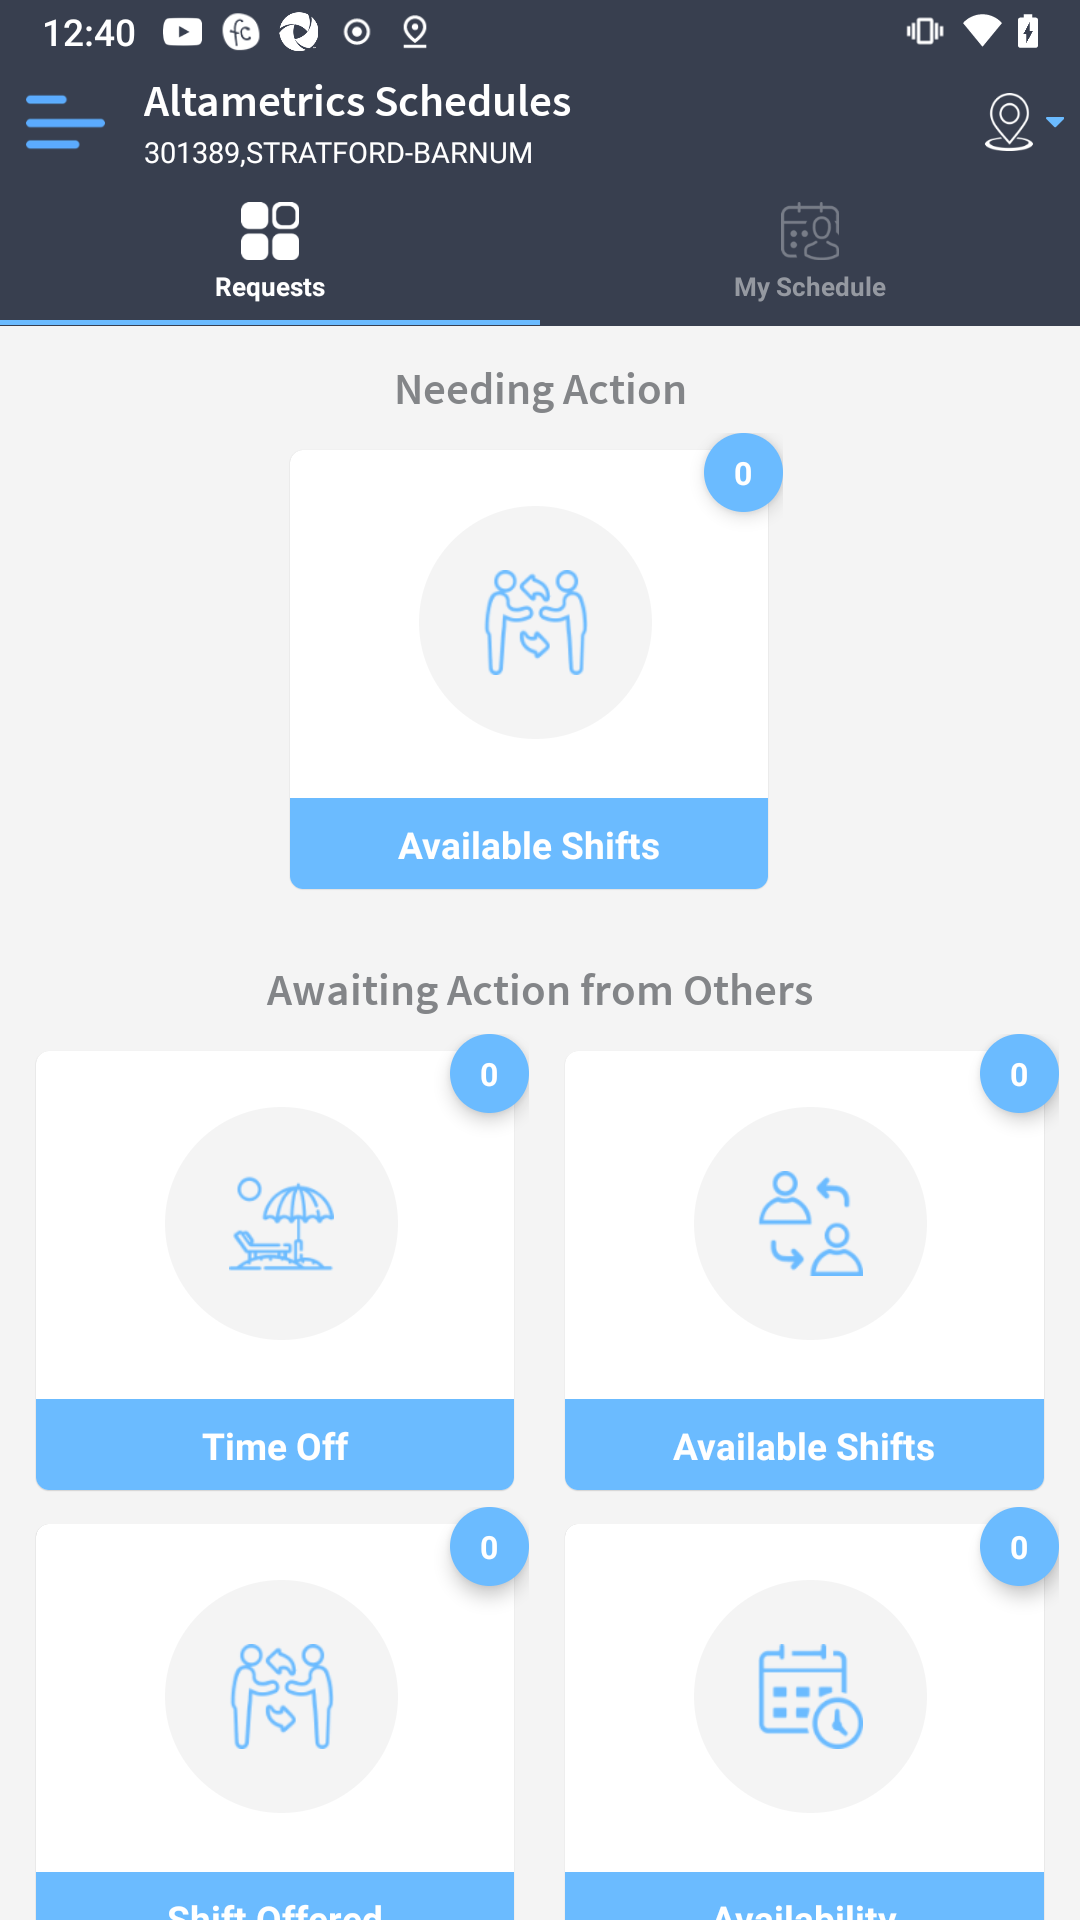 12:40
fc
Altametrics Schedules
301389,STRATFORD-BARNUM
Requests
My Schedule
Needing Action
0
Available Shifts
Awaiting Action from Others
0
0
Time Off
Available Shifts
0
0
Shift Offered
Availability